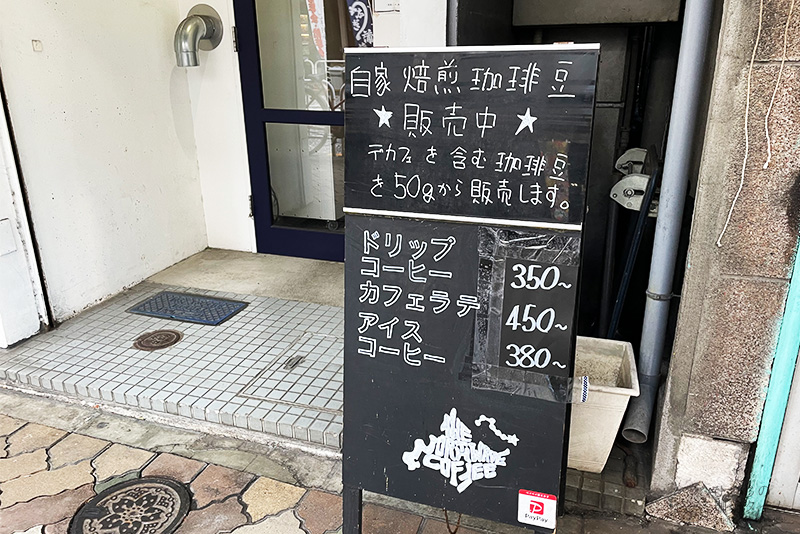 自家焙煎珈琲豆
★販売中★
デカフェを含む珈琲豆
を50gから販売します。
ドリップ
コーヒー 350~
カフェラテ 450~
アイス
コーヒー 380~
THE
COFFEE
PayPay